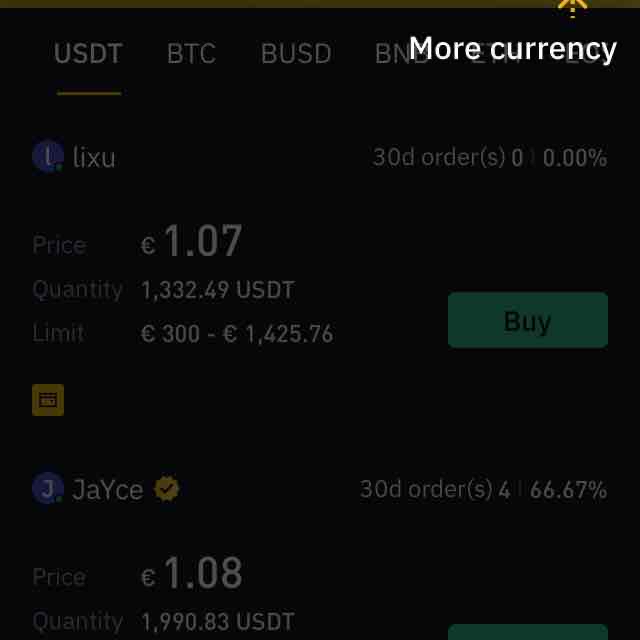 More currency
USDT BTC BUSD BNB ETH EUR
l lixu 30d order(s) 0 | 0.00%
Price € 1.07
Quantity 1,332.49 USDT
Limit € 300 - € 1,425.76
Buy
J JaYce 30d order(s) 4 | 66.67%
Price € 1.08
Quantity 1,990.83 USDT